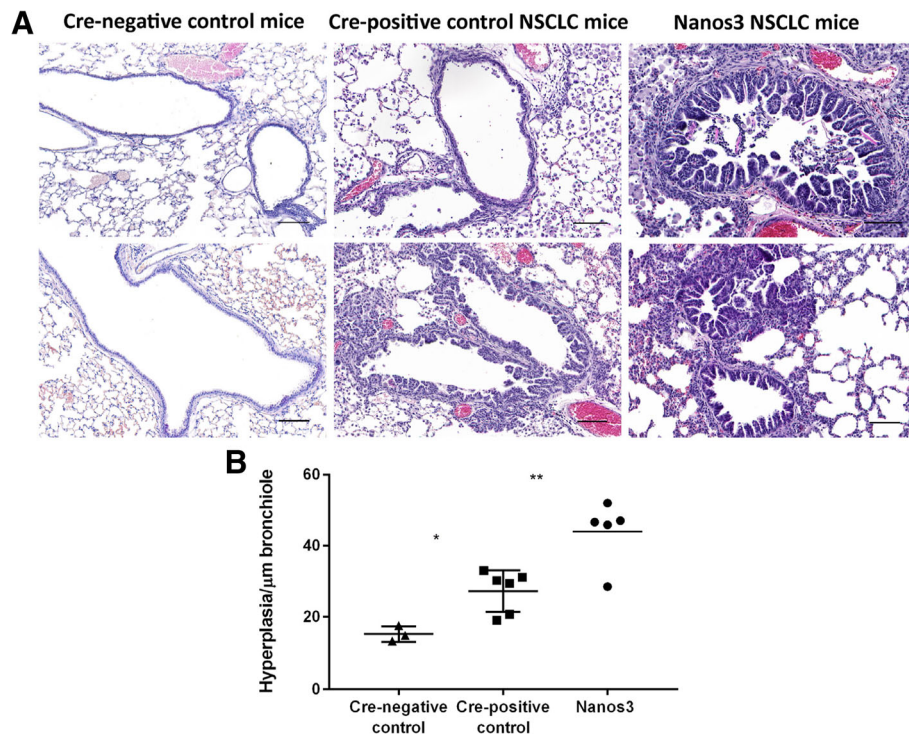 A
Cre-negative control mice
Cre-positive control NSCLC mice
Nanos3 NSCLC mice
B
Hyperplasia/µm bronchiole
60
40
20
0
*
**
Cre-negative control
Cre-positive control
Nanos3